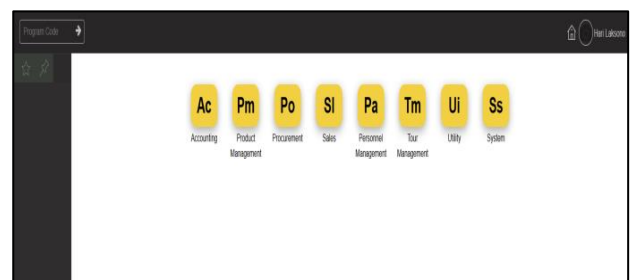 Program Code
Hari Laksono
Ac Pm Po Sl Pa Tm Ui Ss
Accounting Product Procurement Sales Personnel Tour Utility System
Management Management Management